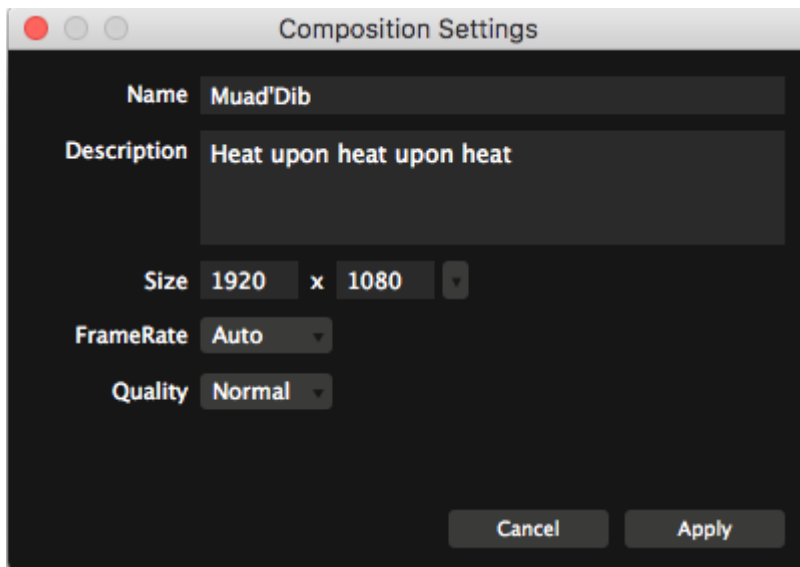 Composition Settings
Name Muad'Dib
Description Heat upon heat upon heat
Size 1920 x 1080
FrameRate Auto
Quality Normal
Cancel Apply